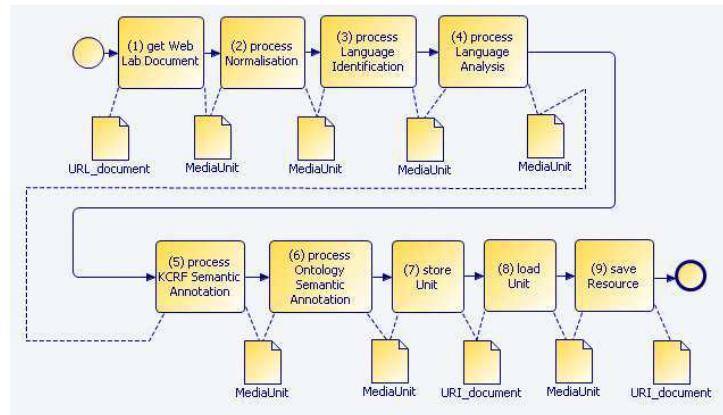 (1) get Web
Lab Document
(2) process
Normalisation
(3) process
Language
Identification
(4) process
Language
Analysis
URL_document
MediaUnit
MediaUnit
MediaUnit
MediaUnit
(5) process
KCRF Semantic
Annotation
(6) process
Ontology
Semantic
Annotation
(7) store
Unit
(8) load
Unit
(9) save
Resource
MediaUnit
MediaUnit
URI_document
MediaUnit
URI_document